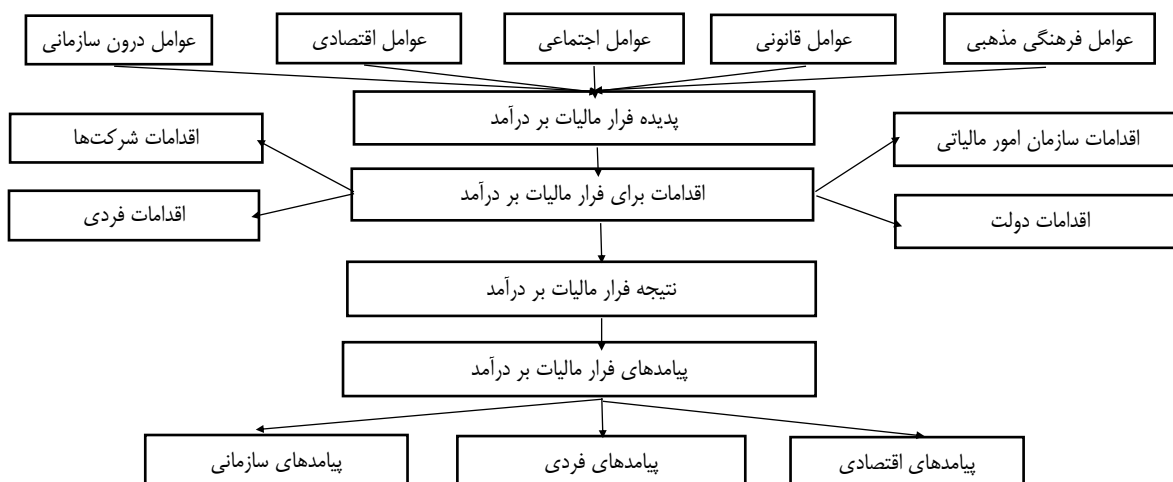 عوامل فرهنگی مذهبی
عوامل قانونی
عوامل اجتماعی
عوامل اقتصادی
عوامل درون سازمانی
پدیده فرار مالیات بر درآمد
اقدامات سازمان امور مالیاتی
اقدامات شرکت‌ها
اقدامات برای فرار مالیات بر درآمد
اقدامات دولت
اقدامات فردی
نتیجه فرار مالیات بر درآمد
پیامدهای فرار مالیات بر درآمد
پیامدهای اقتصادی
پیامدهای فردی
پیامدهای سازمانی